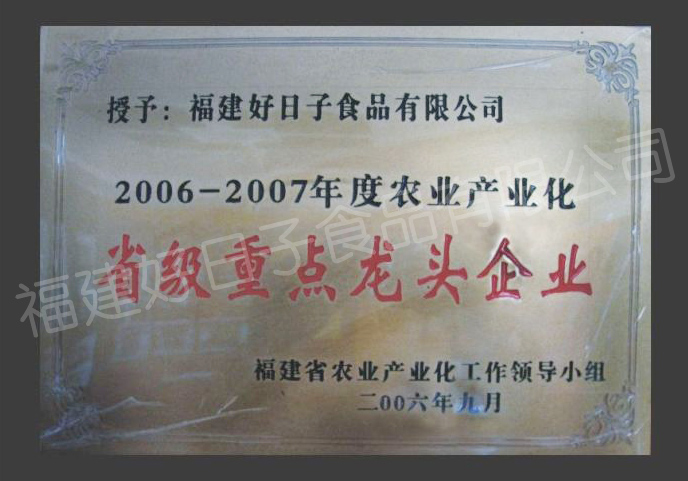 授予：福建好日子食品有限公司
2006-2007年度农业产业化
省级重点龙头企业
福建省农业产业化工作领导小组
二00六年九月
福建好日子食品有限公司